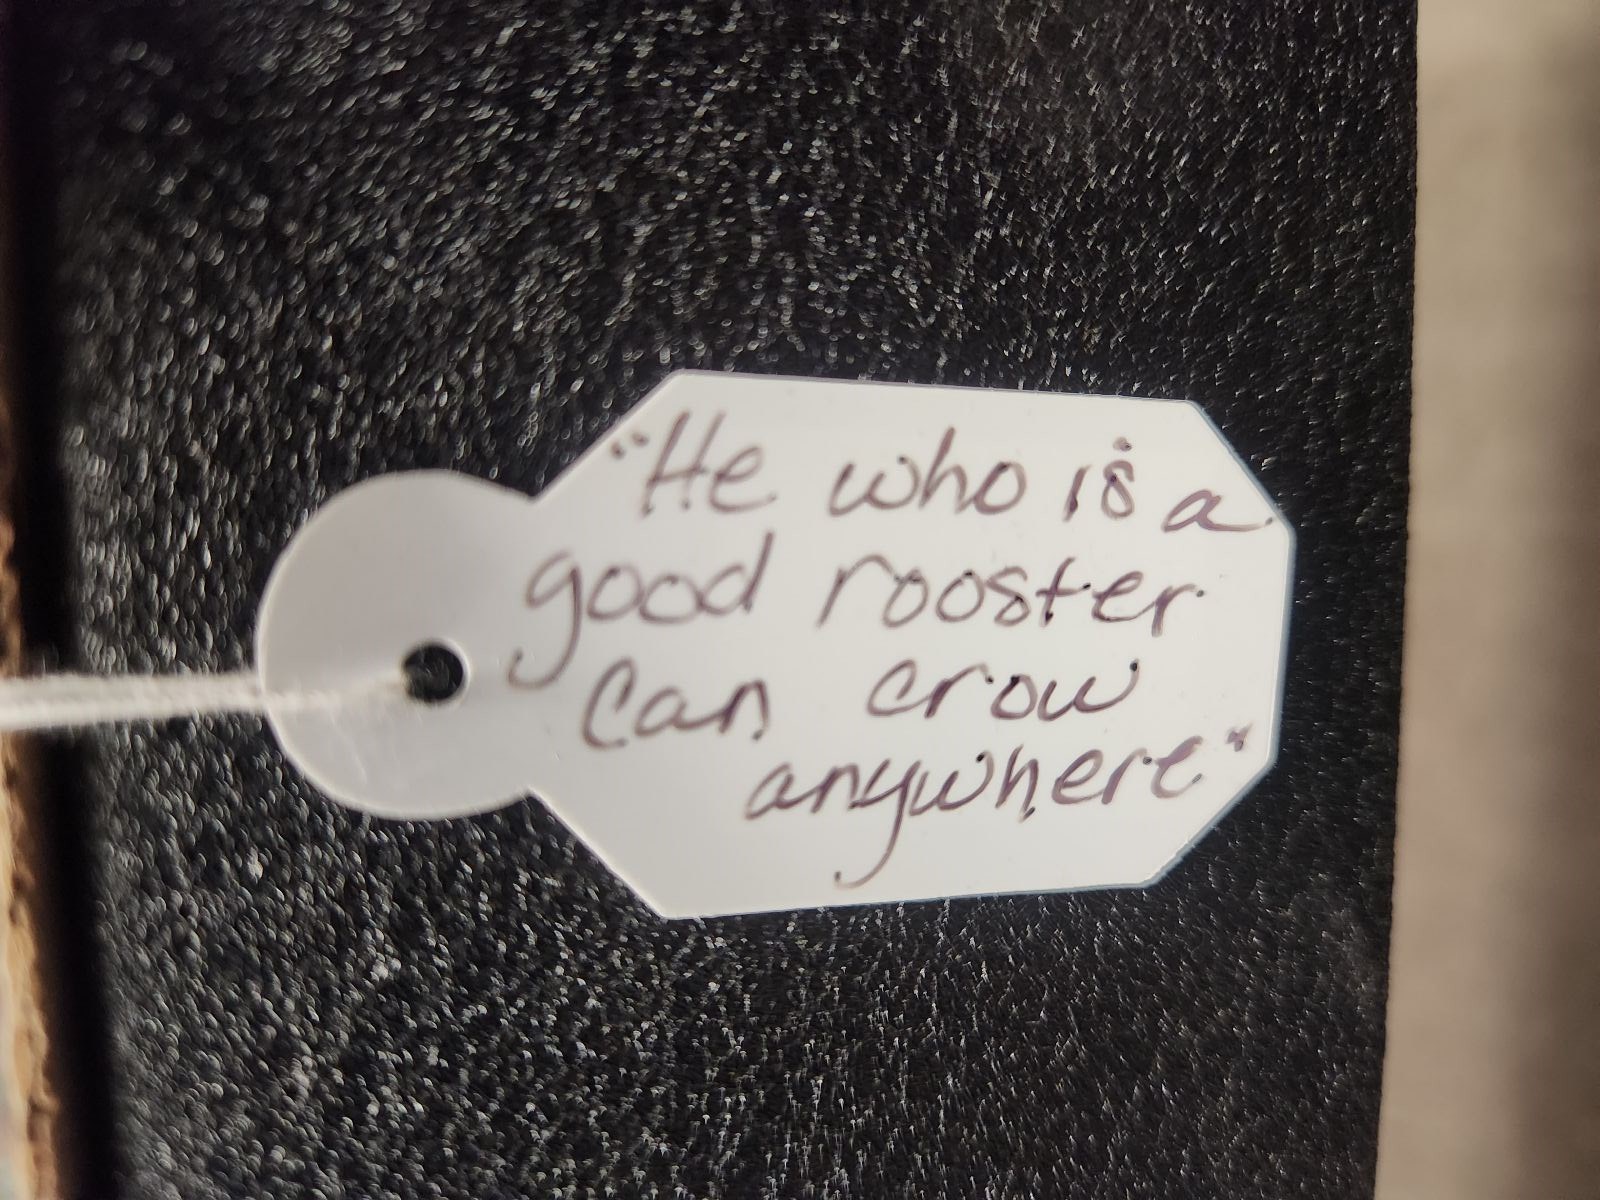 "He who is a
good rooster
can crow
anywhere"